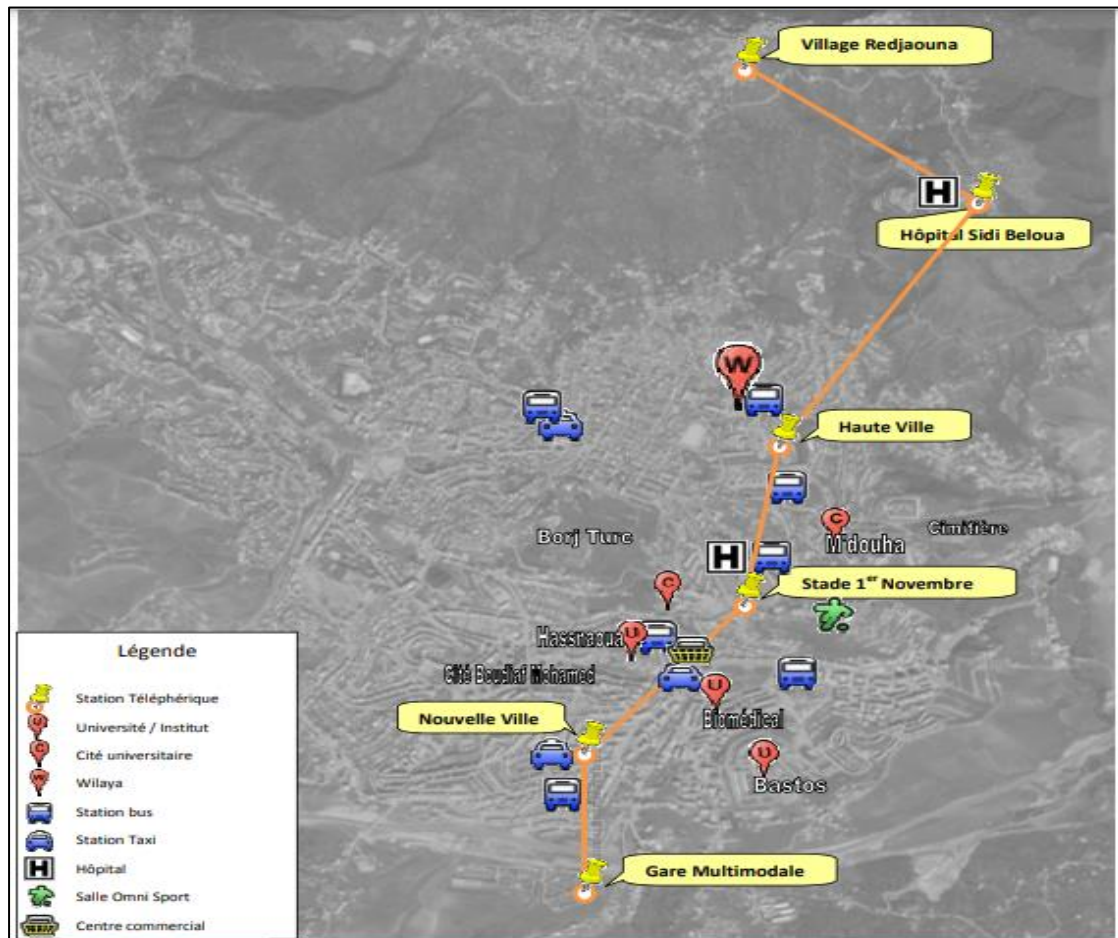 Village Redjaouna
H
Hôpital Sidi Beloua
W
Haute Ville
C
M'douha
Cimifière
Borj Turc
H
Stade 1er Novembre
C
U
Hassnaoua
Cité Boudiaf Mohamed
U
Biomédical
Nouvelle Ville
U
Bastos
Gare Multimodale
Légende
Station Téléphérique
U Université / Institut
C Cité universitaire
W Wilaya
Station bus
Station Taxi
H Hôpital
Salle Omni Sport
Centre commercial